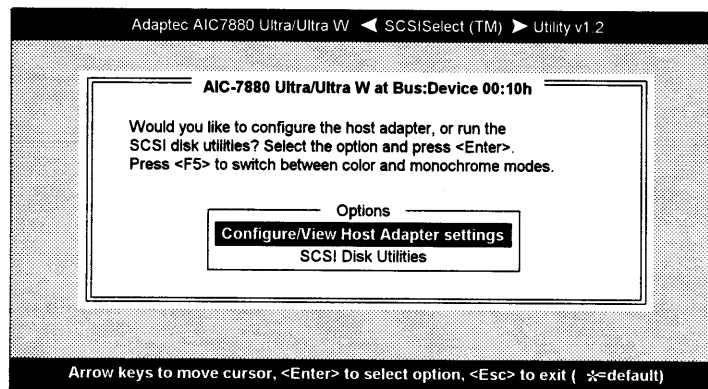 Adaptec AIC7880 Ultra/Ultra W ◄ SCSISelect (TM) ► Utility v1.2
AIC-7880 Ultra/Ultra W at Bus:Device 00:10h
Would you like to configure the host adapter, or run the
SCSI disk utilities? Select the option and press <Enter>.
Press <F5> to switch between color and monochrome modes.
Options
Configure/View Host Adapter settings
SCSI Disk Utilities
Arrow keys to move cursor, <Enter> to select option, <Esc> to exit ( ☆=default)